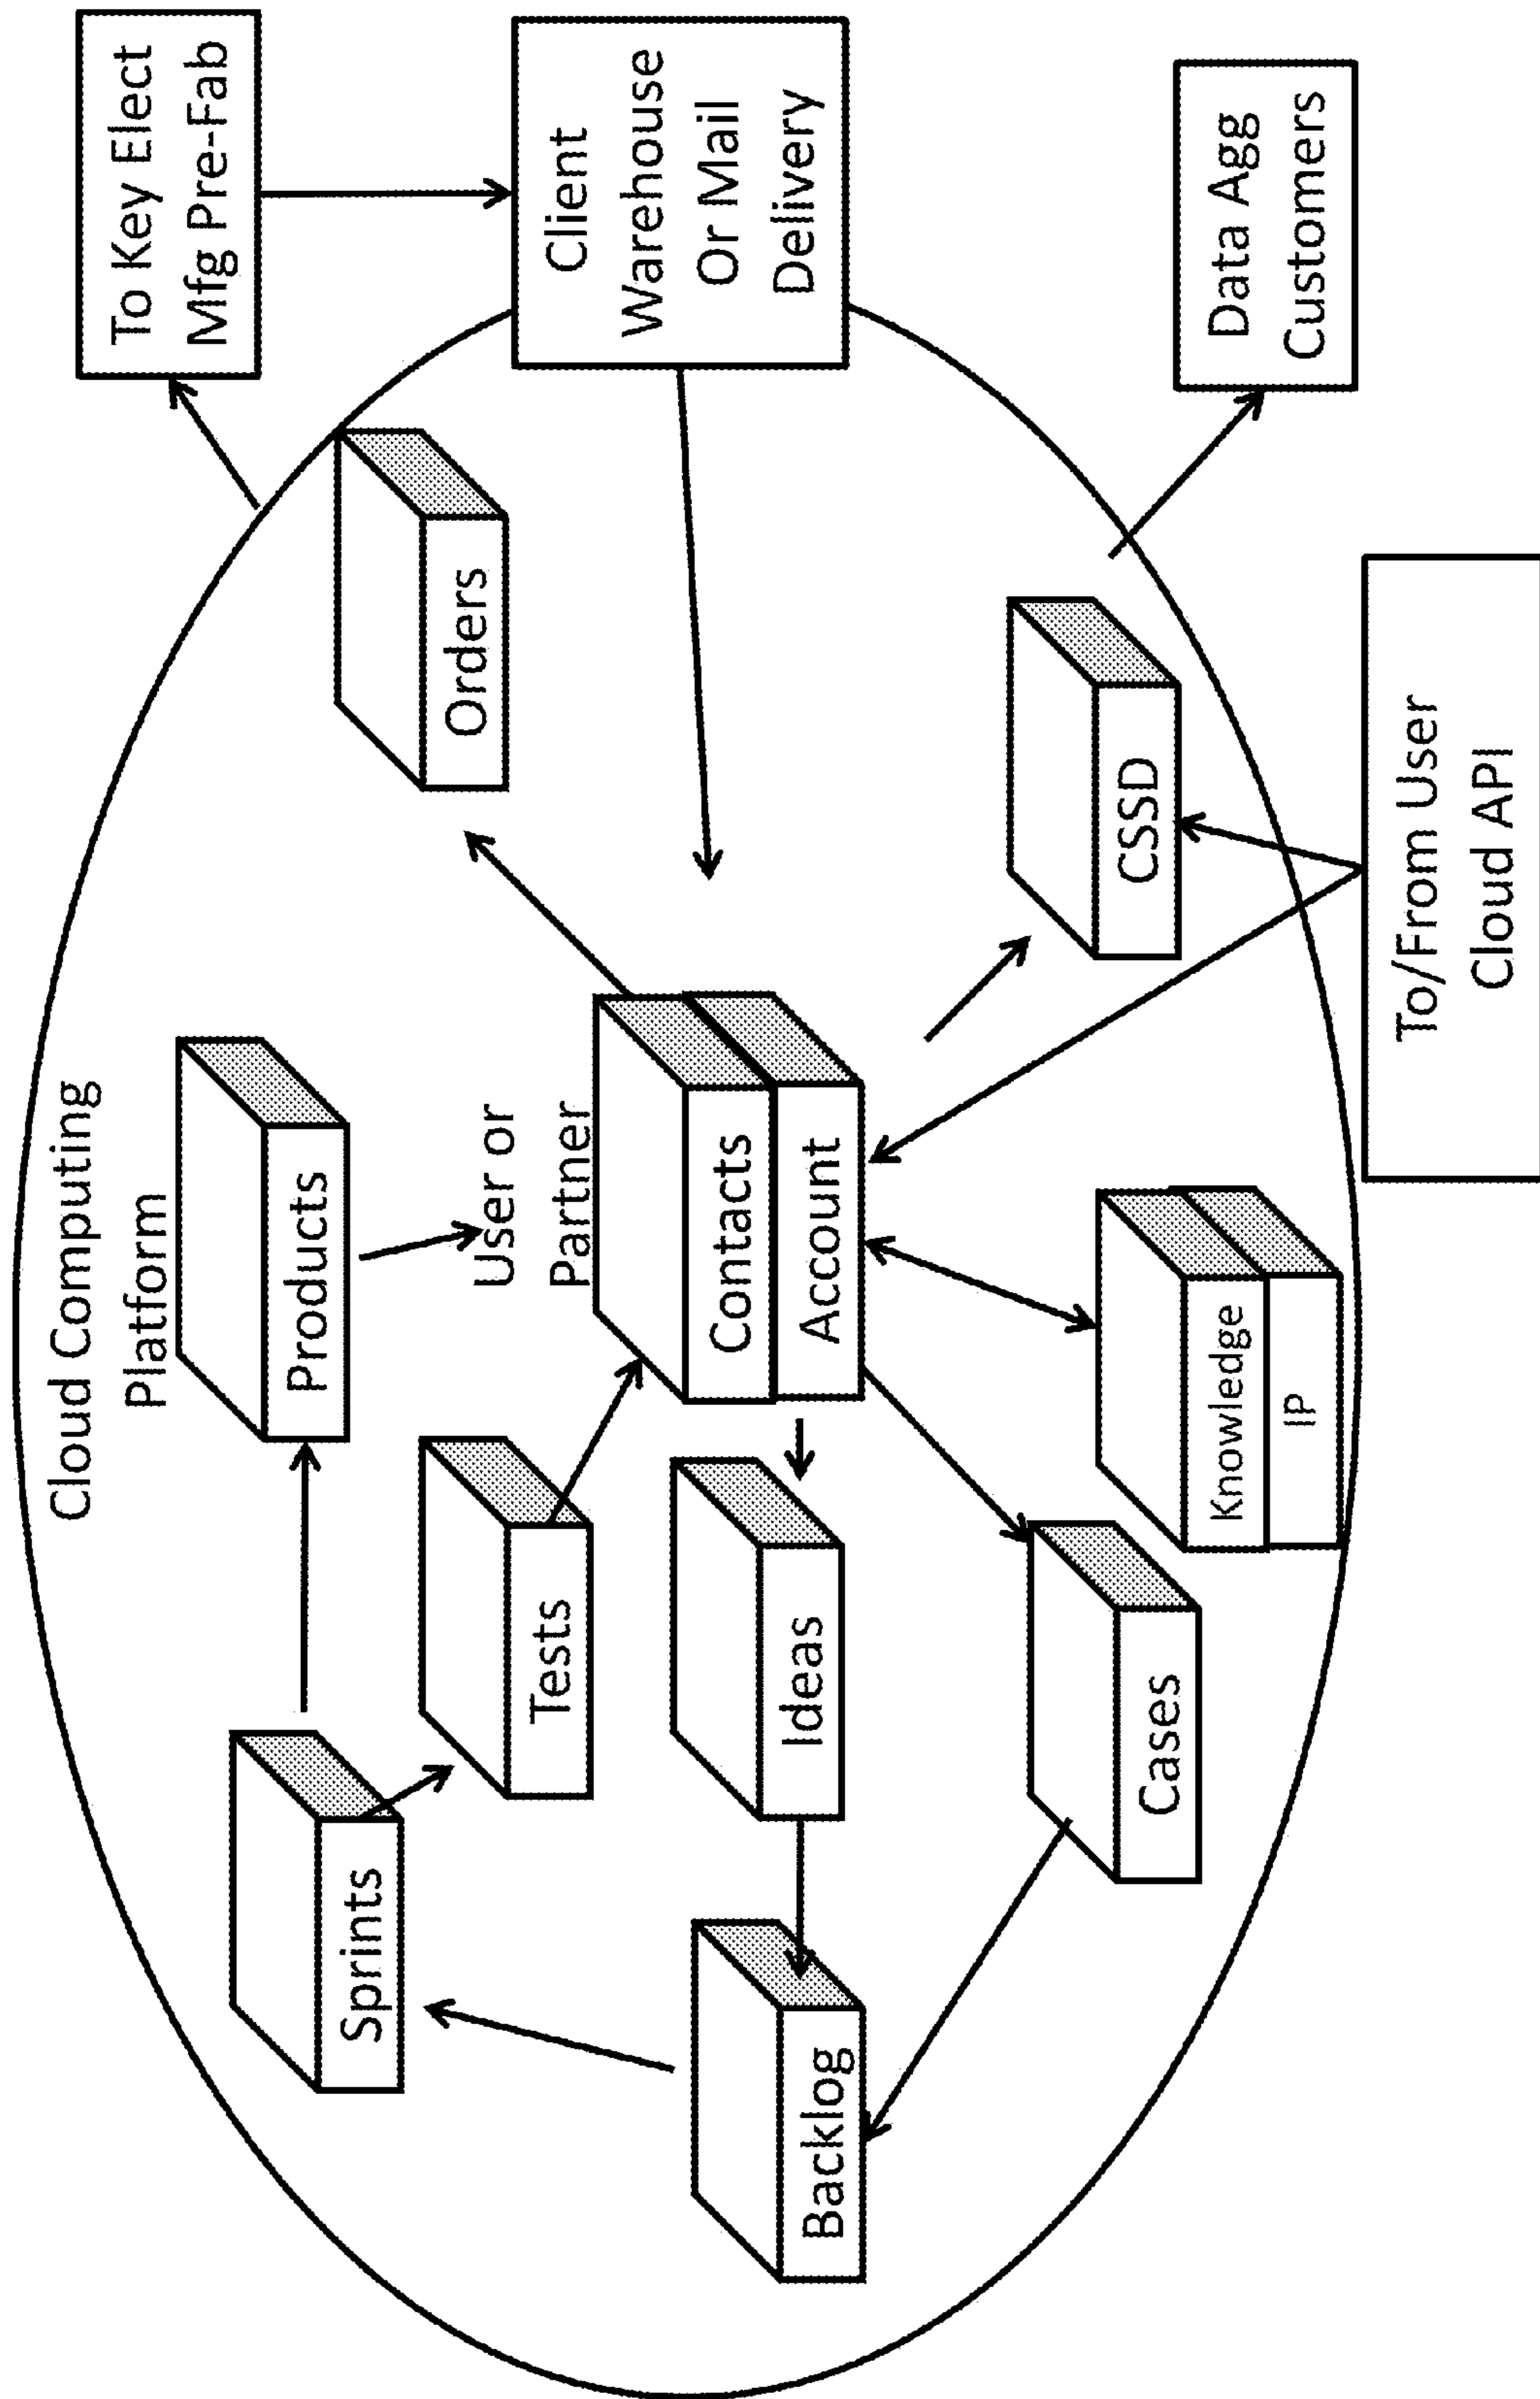 Cloud Computing
Platform
To Key Elect
Mfg Pre-Fab
Sprints
Products
Orders
Tests
User or
Partner
Client
Warehouse
Or Mail
Delivery
Backlog
Ideas
Contacts
Account
Cases
Knowledge
IP
CSSD
Data Agg
Customers
To/From User
Cloud API